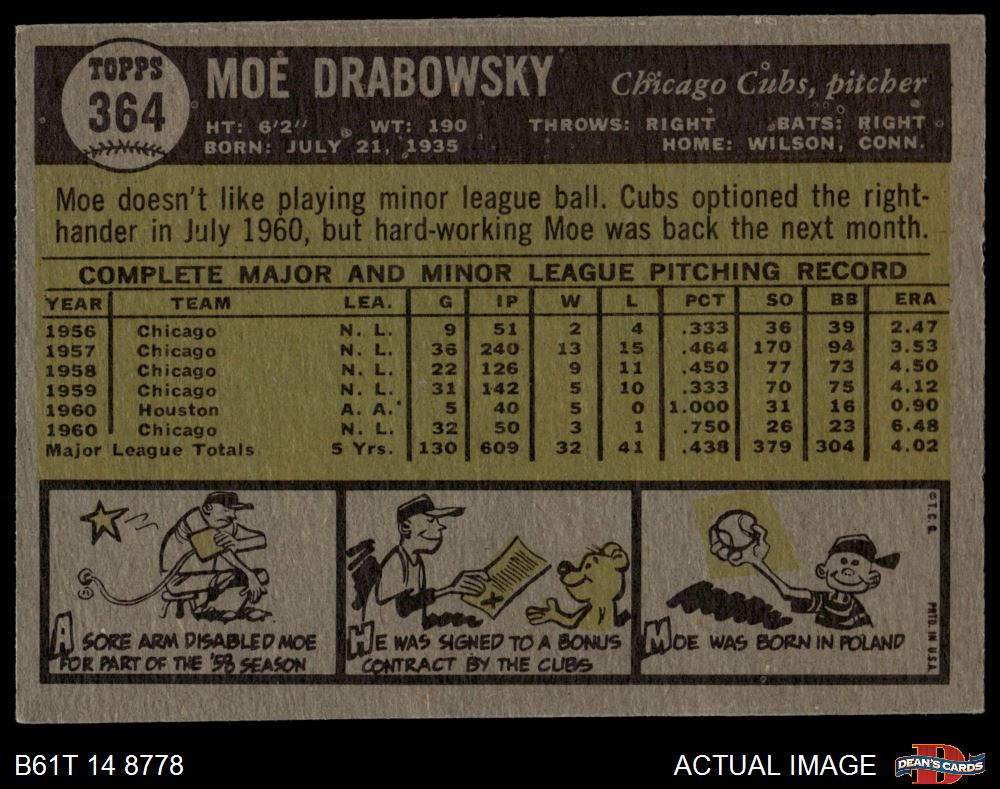 TOPPS
364
MOE DRABOWSKY
Chicago Cubs, pitcher
HT: 6'2" WT: 190 THROWS: RIGHT BATS: RIGHT
BORN: JULY 21, 1935 HOME: WILSON, CONN.
Moe doesn't like playing minor league ball. Cubs optioned the right-
hander in July 1960, but hard-working Moe was back the next month.
COMPLETE MAJOR AND MINOR LEAGUE PITCHING RECORD
YEAR TEAM LEA. G IP W L PCT SO BB ERA
1956 Chicago N. L. 9 51 2 4 .333 36 39 2.47
1957 Chicago N. L. 36 240 13 15 .464 170 94 3.53
1958 Chicago N. L. 22 126 9 11 .450 77 73 4.50
1959 Chicago N. L. 31 142 5 10 .333 70 75 4.12
1960 Houston A. A. 5 40 5 0 1.000 31 16 0.90
1960 Chicago N. L. 32 50 3 1 .750 26 23 6.48
Major League Totals 5 Yrs. 130 609 32 41 .438 379 304 4.02
A SORE ARM DISABLED MOE
FOR PART OF THE '58 SEASON
HE WAS SIGNED TO A BONUS
CONTRACT BY THE CUBS
MOE WAS BORN IN POLAND
© T.C.G.
PRTD. IN U.S.A.
B61T 14 8778
ACTUAL IMAGE
DEAN'S CARDS